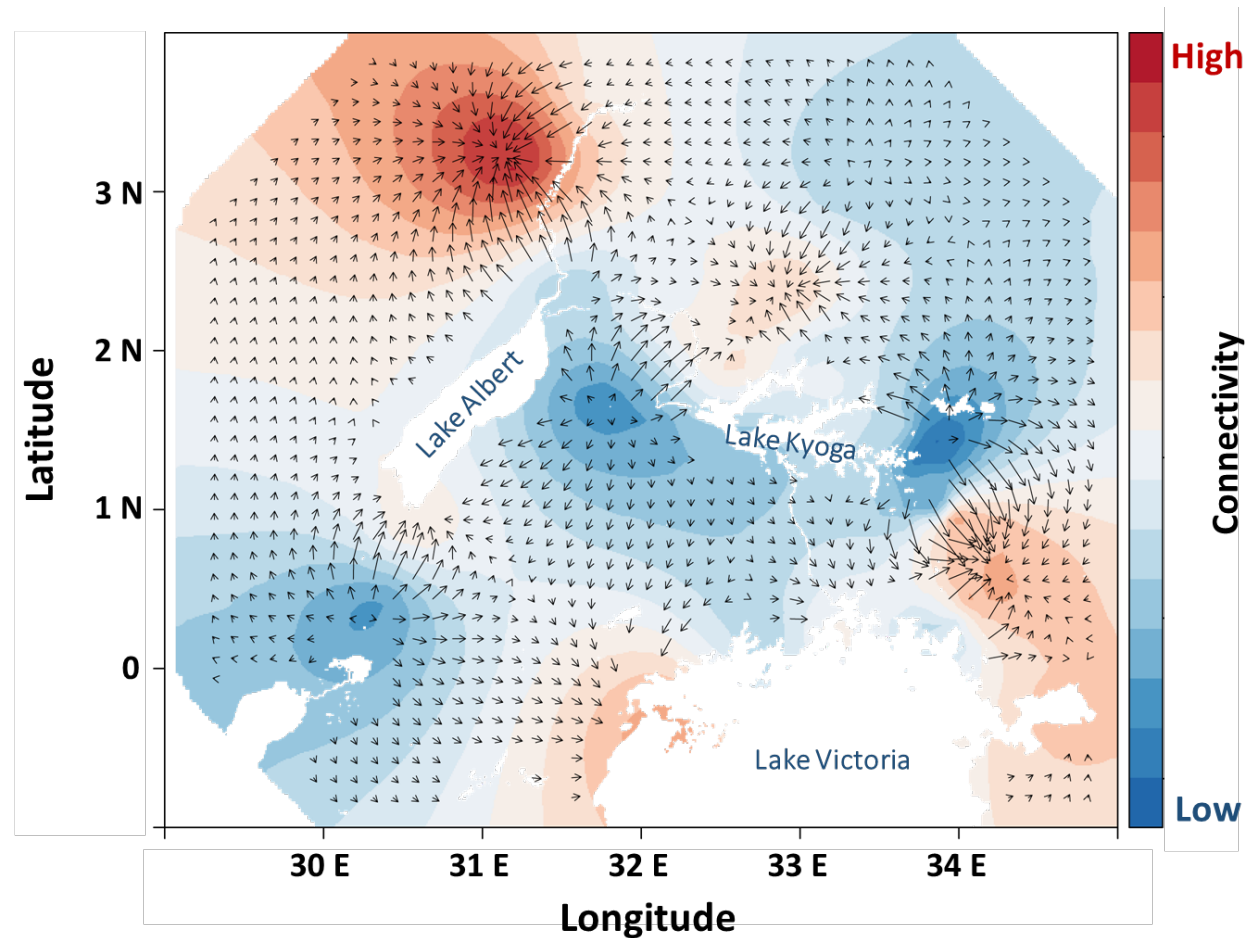 High
3 N
2 N
1 N
0
Latitude
Lake Albert
Lake Kyoga
Lake Victoria
Connectivity
Low
30 E
31 E
32 E
33 E
34 E
Longitude